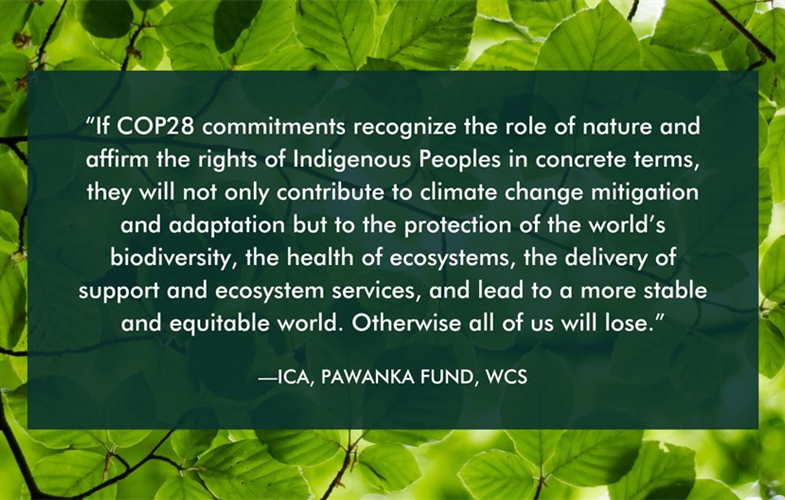 “If COP28 commitments recognize the role of nature and
affirm the rights of Indigenous Peoples in concrete terms,
they will not only contribute to climate change mitigation
and adaptation but to the protection of the world’s
biodiversity, the health of ecosystems, the delivery of
support and ecosystem services, and lead to a more stable
and equitable world. Otherwise all of us will lose.”
—ICA, PAWANKA FUND, WCS